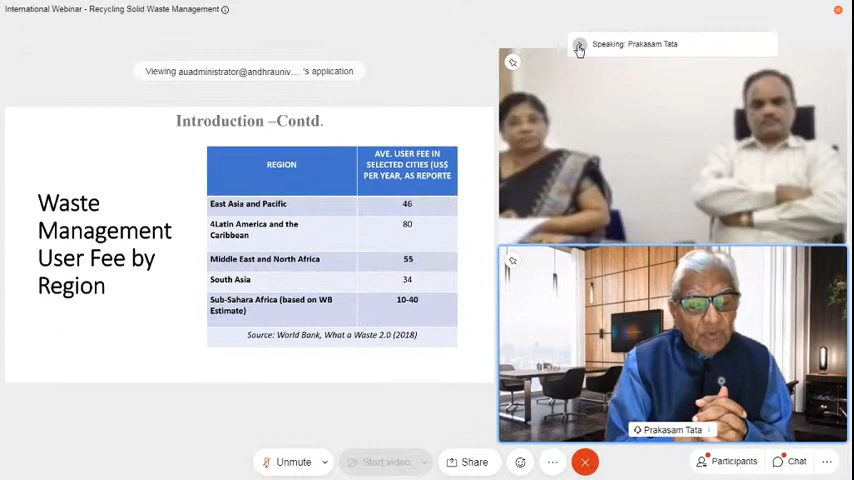 International Webinar - Recycling Solid Waste Management
Speaking: Prakasam Tata
Viewing auadministrator@andhrauniv... 's application
Introduction –Contd.
Waste
Management
User Fee by
Region
REGION
AVE. USER FEE IN
SELECTED CITIES (US$
PER YEAR, AS REPORTE
East Asia and Pacific 46
4Latin America and the 80
Caribbean
Middle East and North Africa 55
South Asia 34
Sub-Sahara Africa (based on WB 10-40
Estimate)
Source: World Bank, What a Waste 2.0 (2018)
Prakasam Tata
Unmute
Start video
Share
Participants
Chat